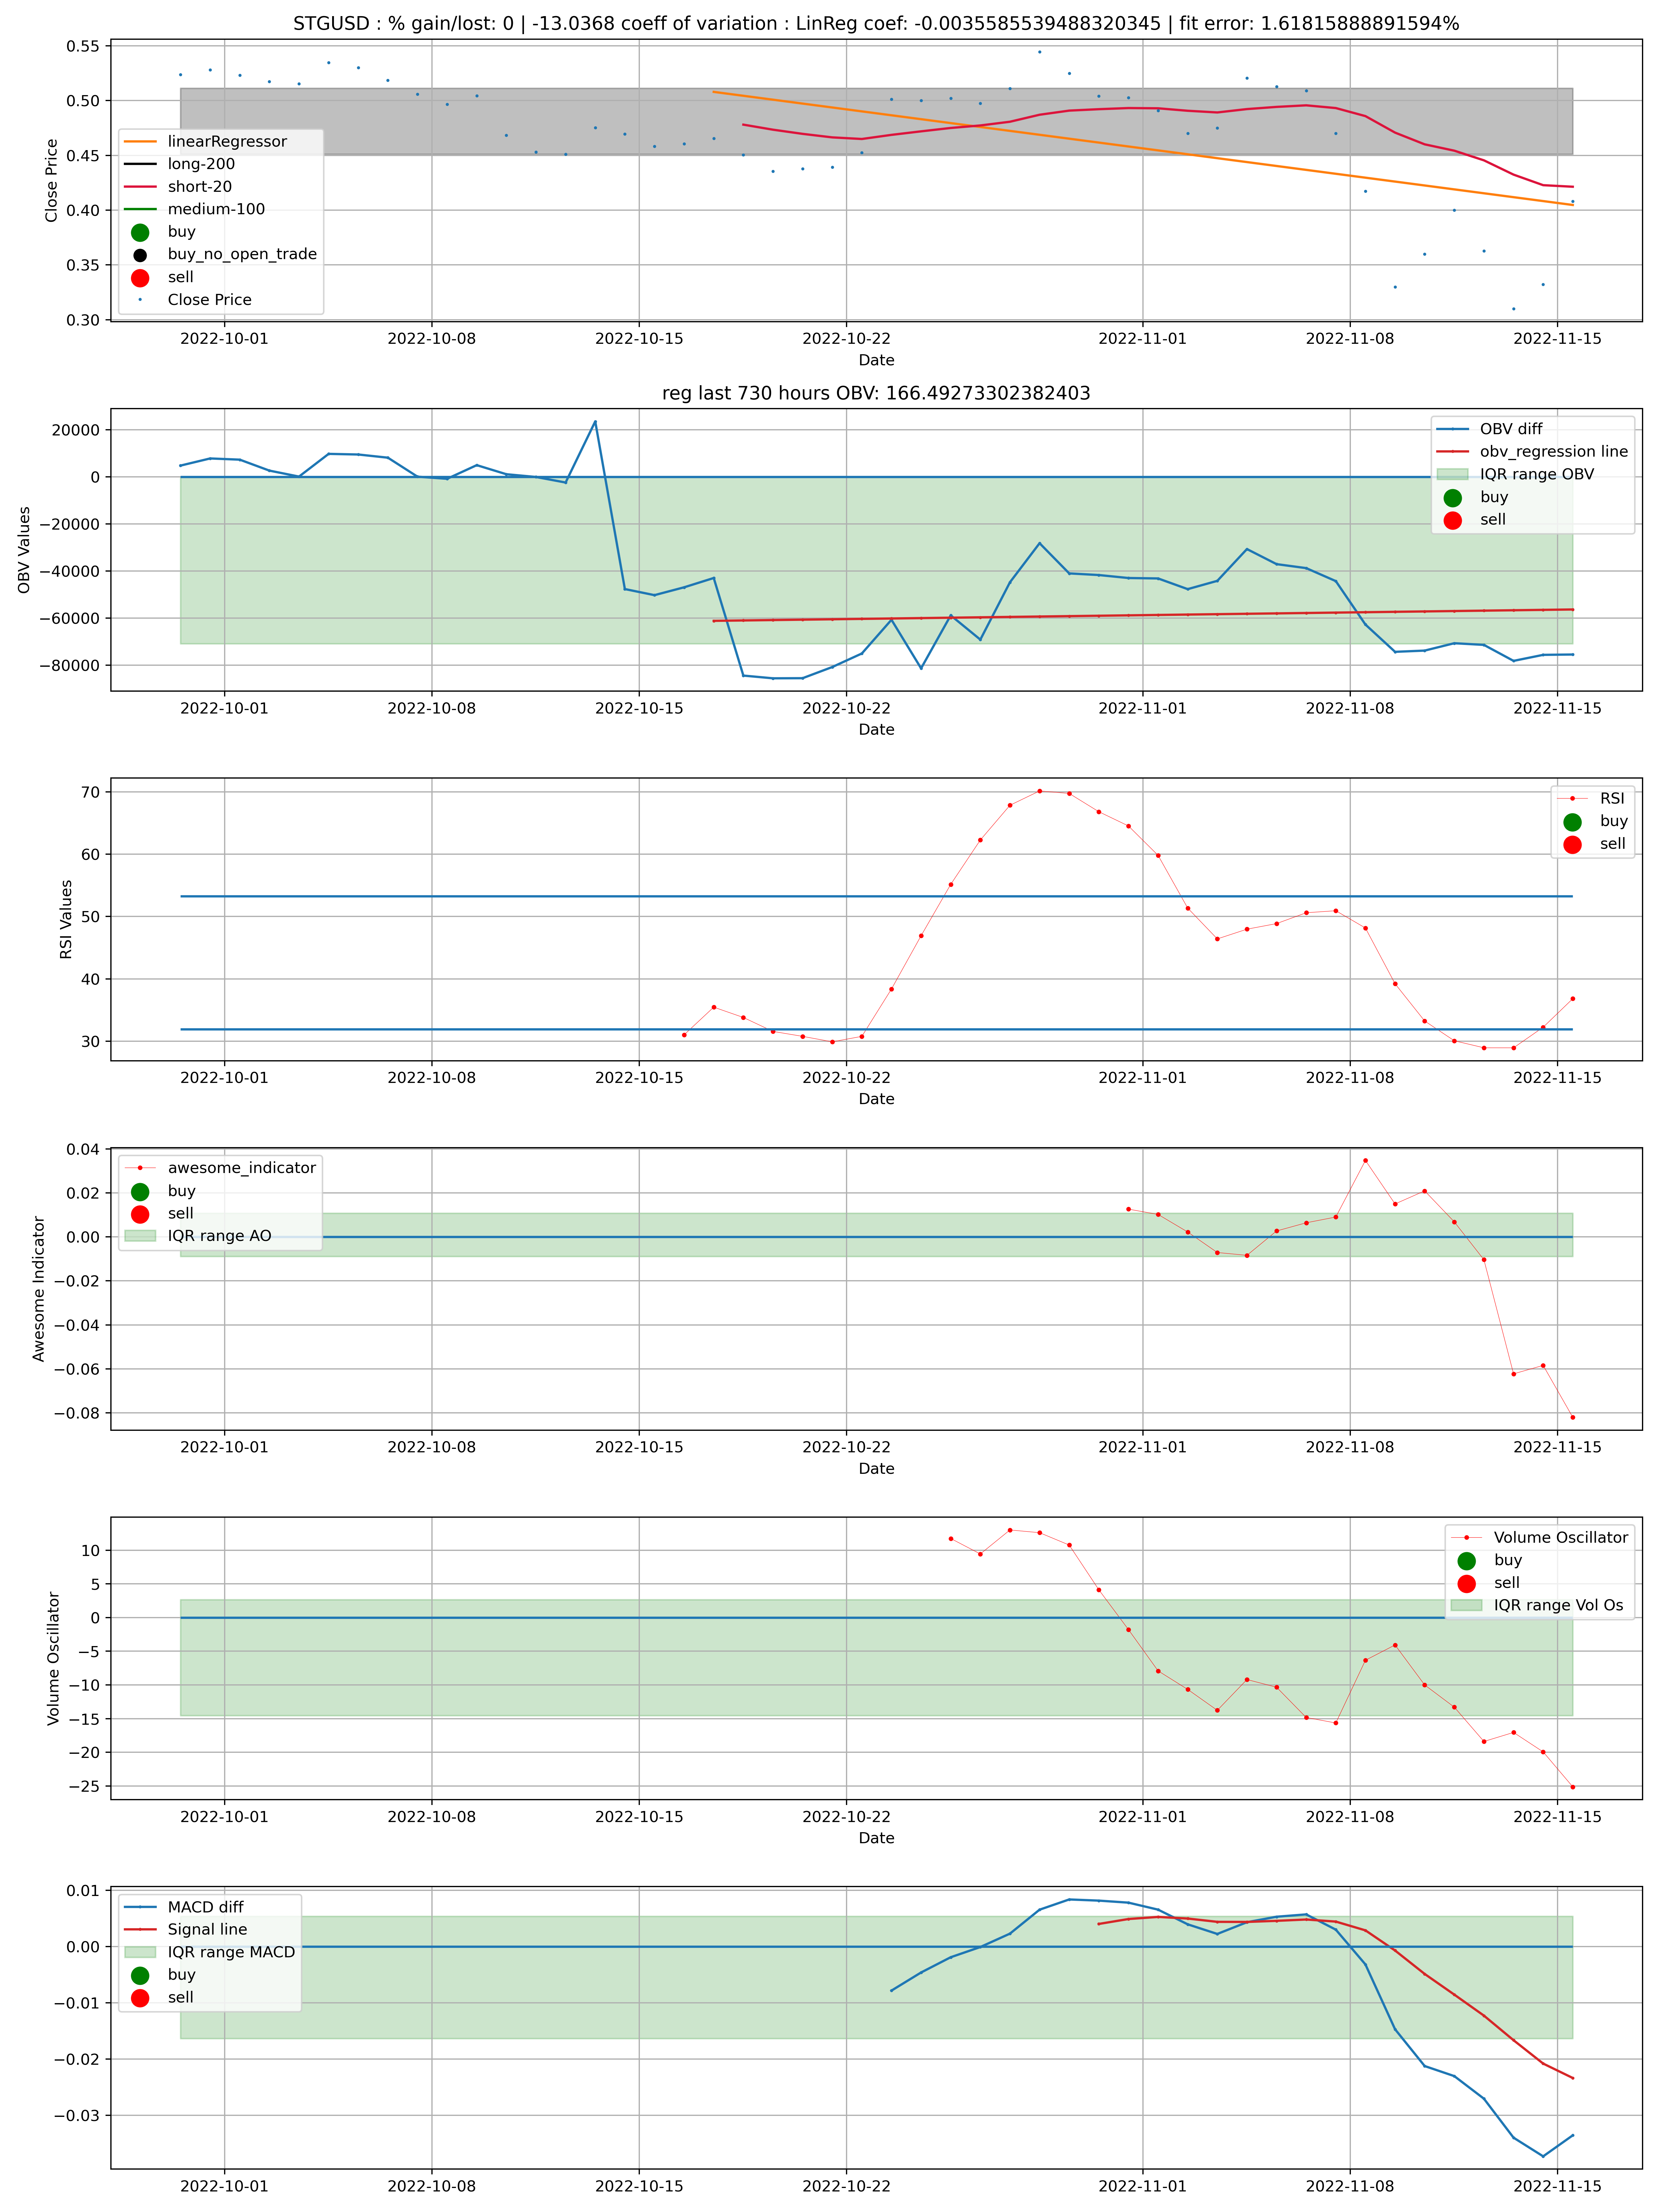 STGUSD : % gain/lost: 0 | -13.0368 coeff of variation : LinReg coef: -0.0035585539488320345 | fit error: 1.61815888891594%
0.55
0.50
0.45
0.40
0.35
0.30
Close Price
linearRegressor
long-200
short-20
medium-100
buy
buy_no_open_trade
sell
Close Price
2022-10-01 2022-10-08 2022-10-15 2022-10-22 2022-11-01 2022-11-08 2022-11-15
Date
reg last 730 hours OBV: 166.49273302382403
20000
0
−20000
−40000
−60000
−80000
OBV Values
OBV diff
obv_regression line
IQR range OBV
buy
sell
2022-10-01 2022-10-08 2022-10-15 2022-10-22 2022-11-01 2022-11-08 2022-11-15
Date
70
60
50
40
30
RSI Values
RSI
buy
sell
2022-10-01 2022-10-08 2022-10-15 2022-10-22 2022-11-01 2022-11-08 2022-11-15
Date
0.04
0.02
0.00
−0.02
−0.04
−0.06
−0.08
Awesome Indicator
awesome_indicator
buy
sell
IQR range AO
2022-10-01 2022-10-08 2022-10-15 2022-10-22 2022-11-01 2022-11-08 2022-11-15
Date
10
5
0
−5
−10
−15
−20
−25
Volume Oscillator
Volume Oscillator
buy
sell
IQR range Vol Os
2022-10-01 2022-10-08 2022-10-15 2022-10-22 2022-11-01 2022-11-08 2022-11-15
Date
0.01
0.00
−0.01
−0.02
−0.03
MACD diff
Signal line
IQR range MACD
buy
sell
2022-10-01 2022-10-08 2022-10-15 2022-10-22 2022-11-01 2022-11-08 2022-11-15